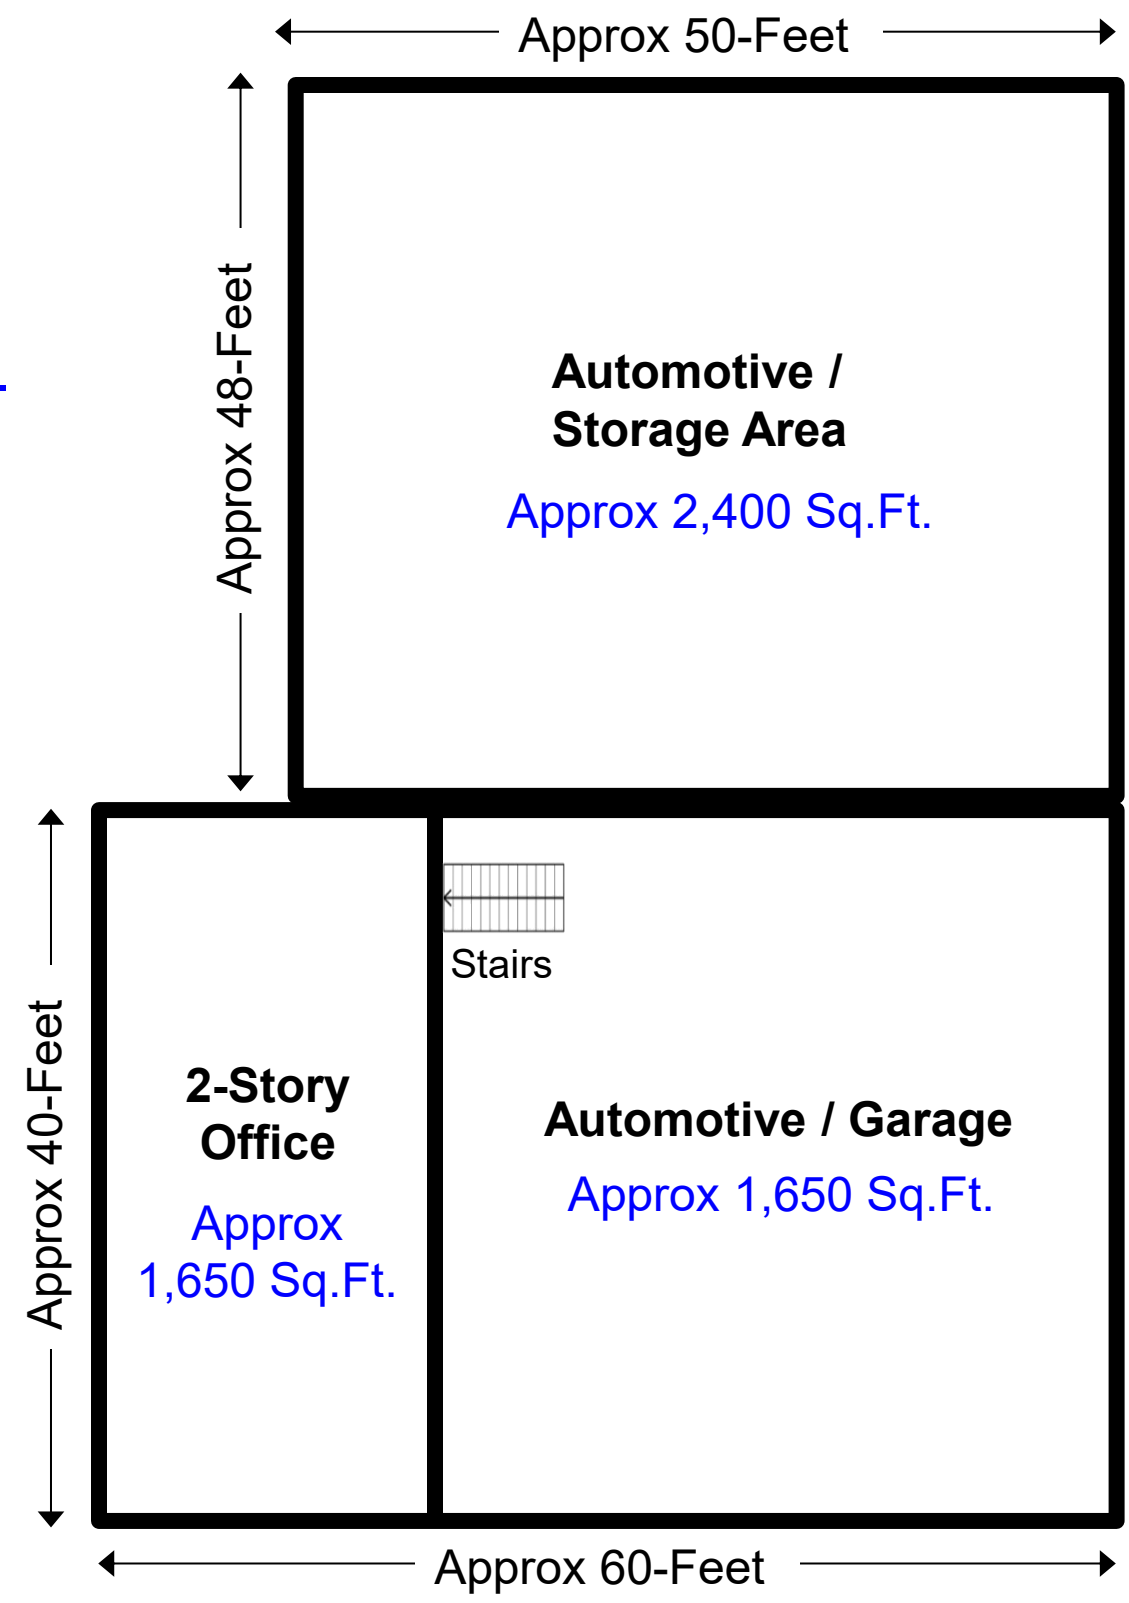 Approx 50-Feet
Approx 48-Feet
Automotive /
Storage Area
Approx 2,400 Sq.Ft.
Stairs
Approx 40-Feet
2-Story
Office
Approx
1,650 Sq.Ft.
Automotive / Garage
Approx 1,650 Sq.Ft.
Approx 60-Feet